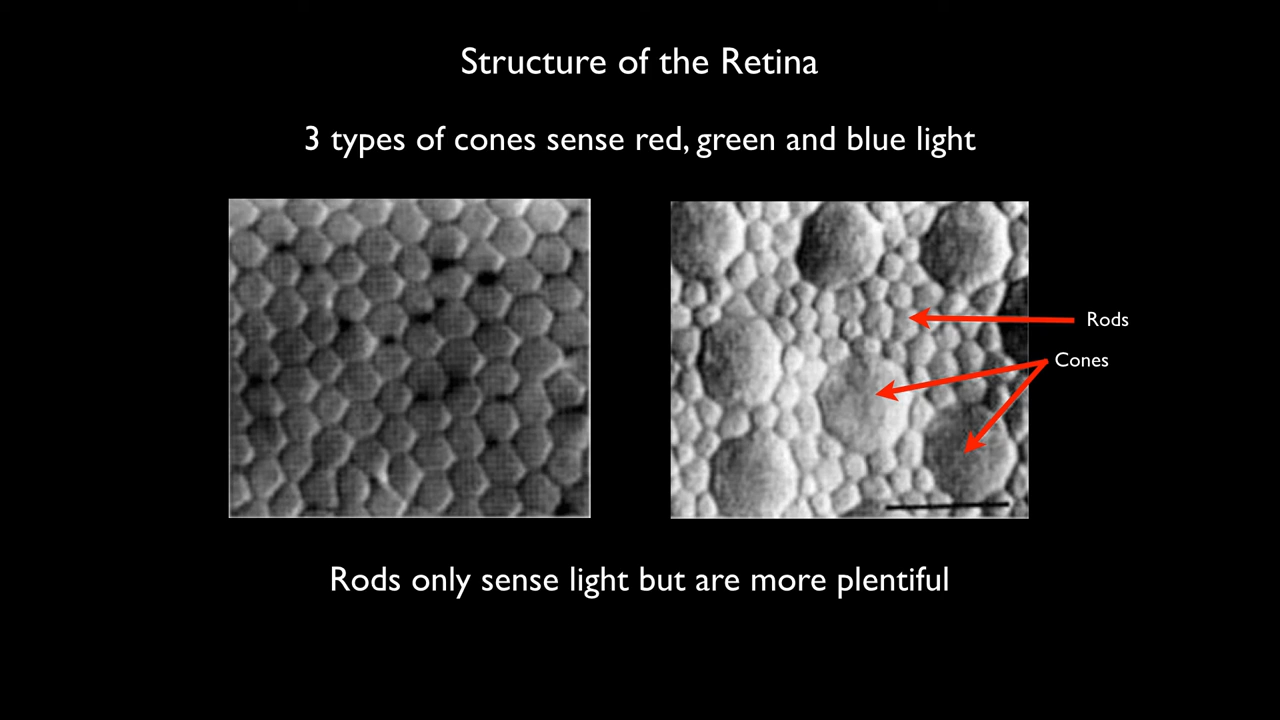 Structure of the Retina
3 types of cones sense red, green and blue light
Rods
Cones
Rods only sense light but are more plentiful